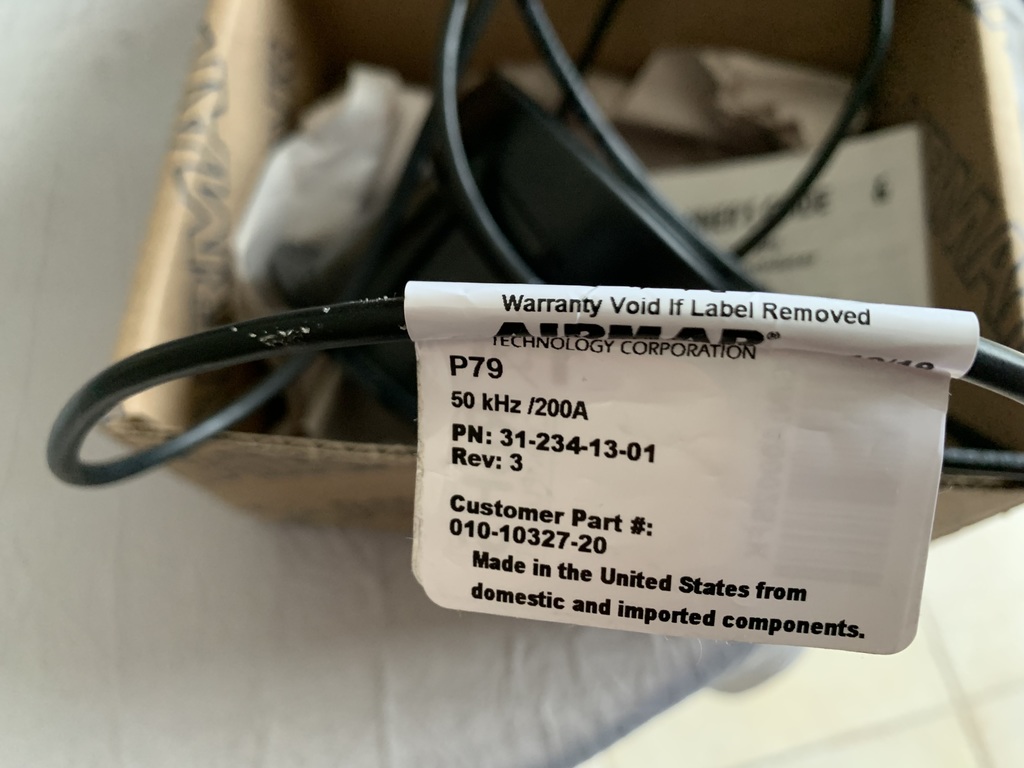 Warranty Void If Label Removed
AIRMAR®
TECHNOLOGY CORPORATION
P79
50 kHz /200A
PN: 31-234-13-01
Rev: 3
Customer Part #:
010-10327-20
Made in the United States from
domestic and imported components.